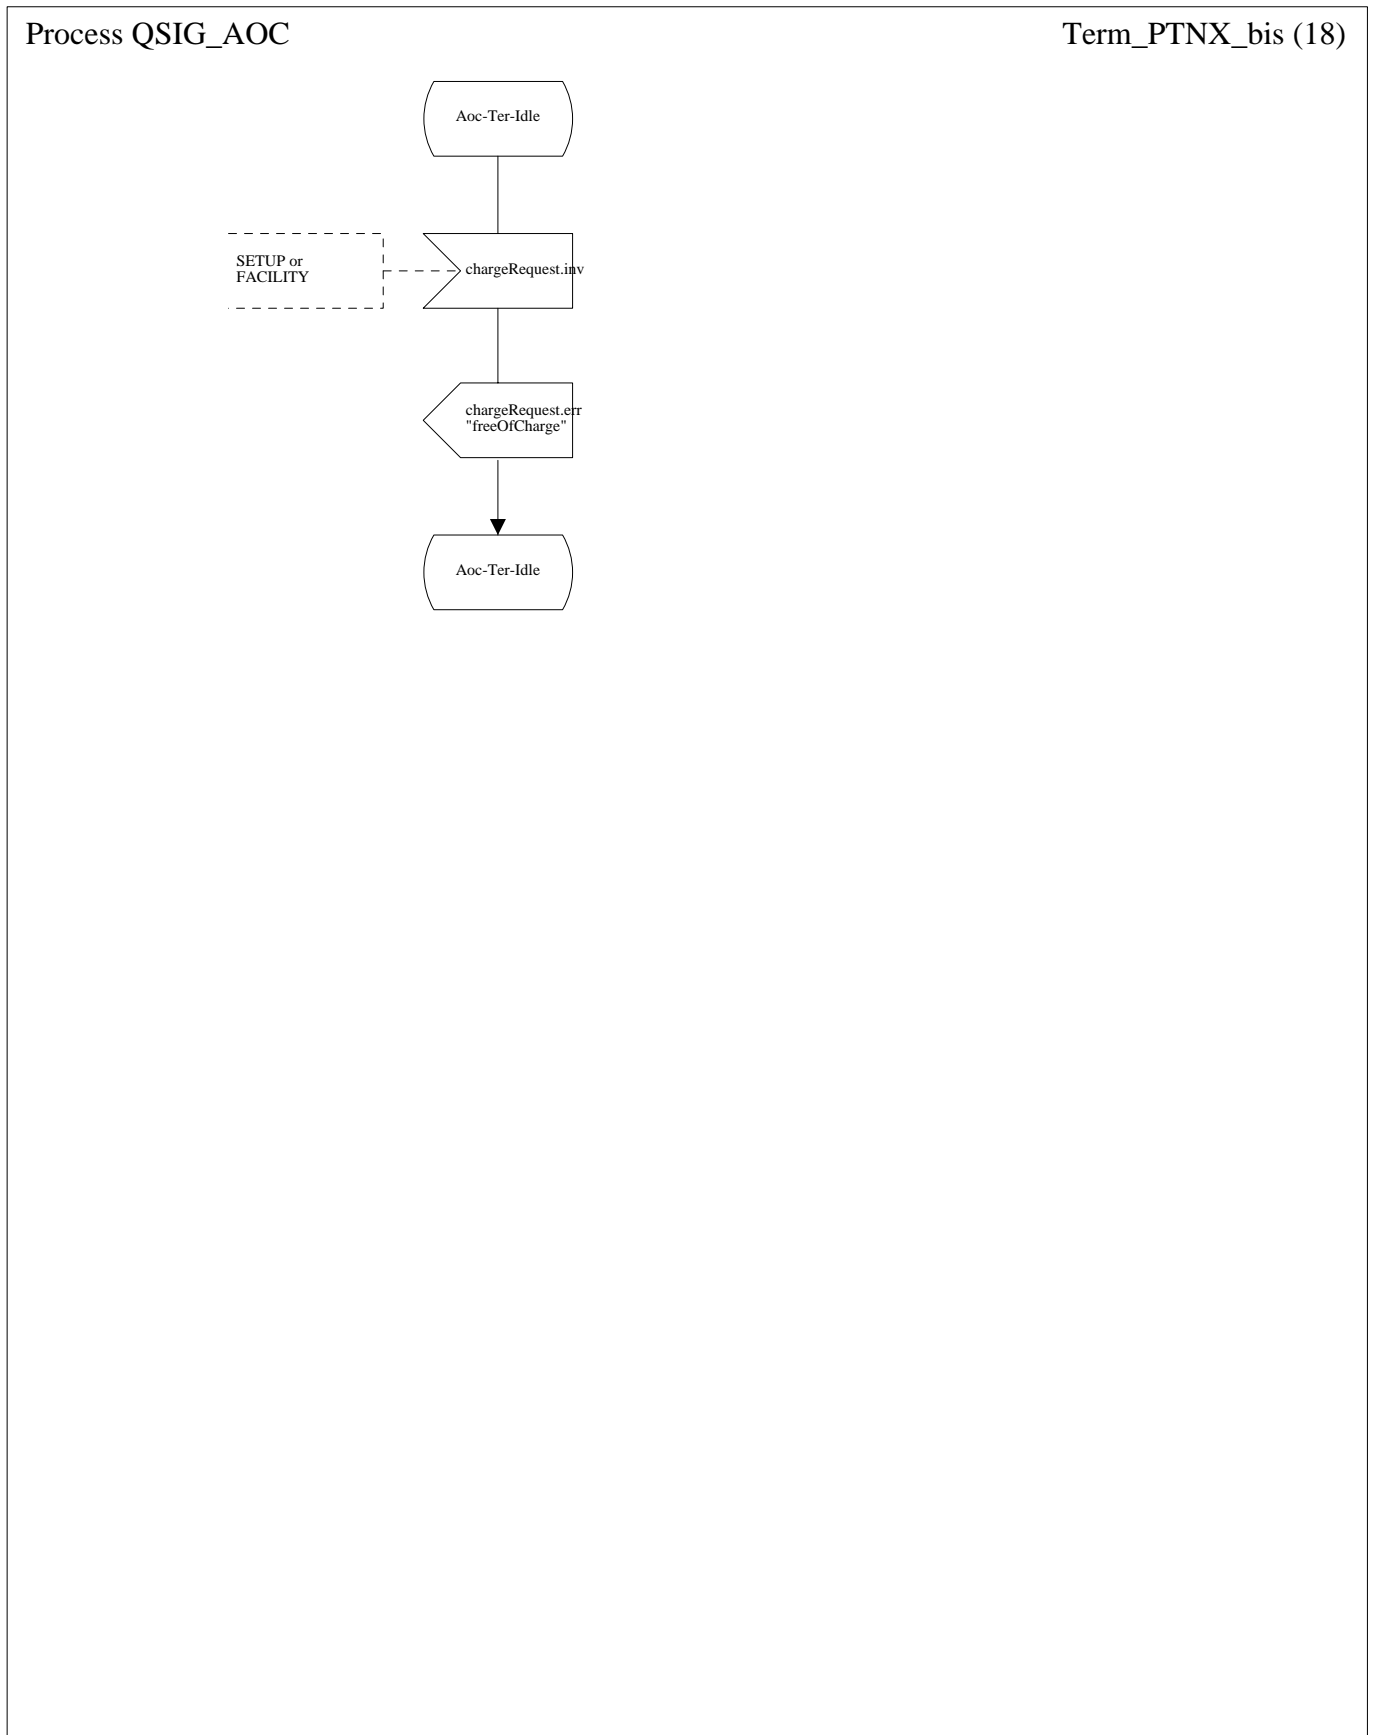 Process QSIG_AOC
Term_PTNX_bis (18)
Aoc-Ter-Idle
SETUP or
FACILITY
chargeRequest.inv
chargeRequest.err
"freeOfCharge"
Aoc-Ter-Idle